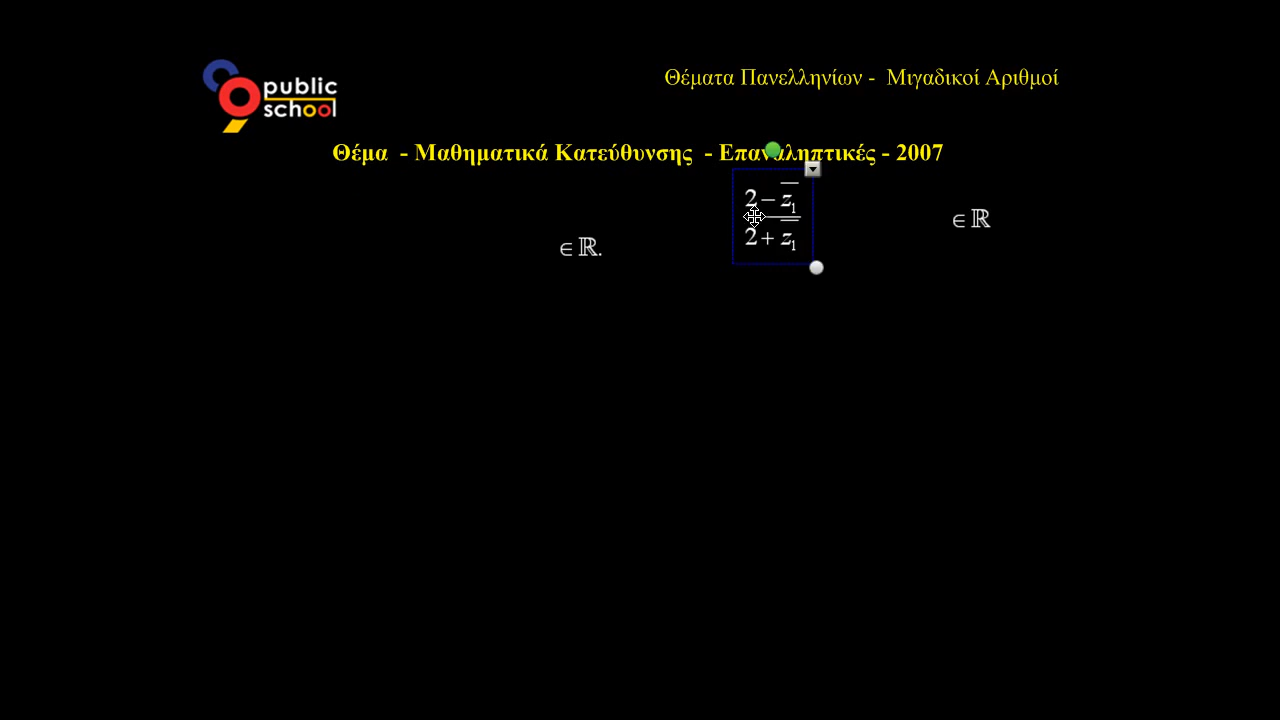 public
school
Θέματα Πανελληνίων - Μιγαδικοί Αριθμοί
Θέμα - Μαθηματικά Κατεύθυνσης - Επαναληπτικές - 2007
2 − z̅₁
2 + z̅₁
∈ ℝ
∈ ℝ.